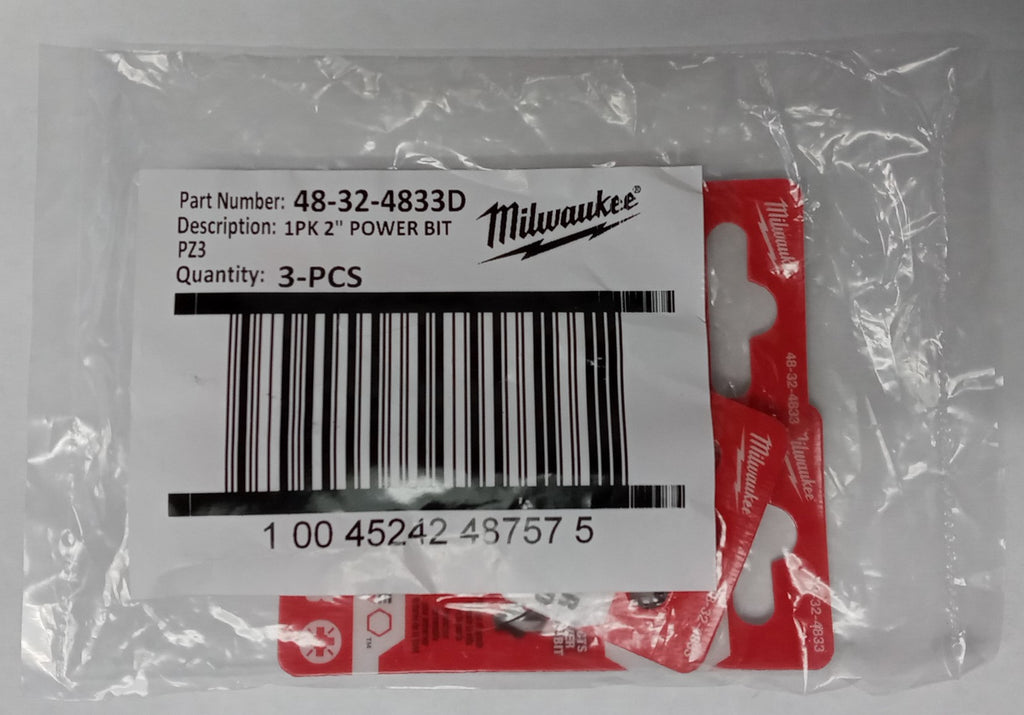 Part Number: 48-32-4833D
Description: 1PK 2" POWER BIT
PZ3
Quantity: 3-PCS
Milwaukee®
1 00 45242 48757 5
Milwaukee
48-32-4833
Milwaukee
Milwaukee
32-4833
TM